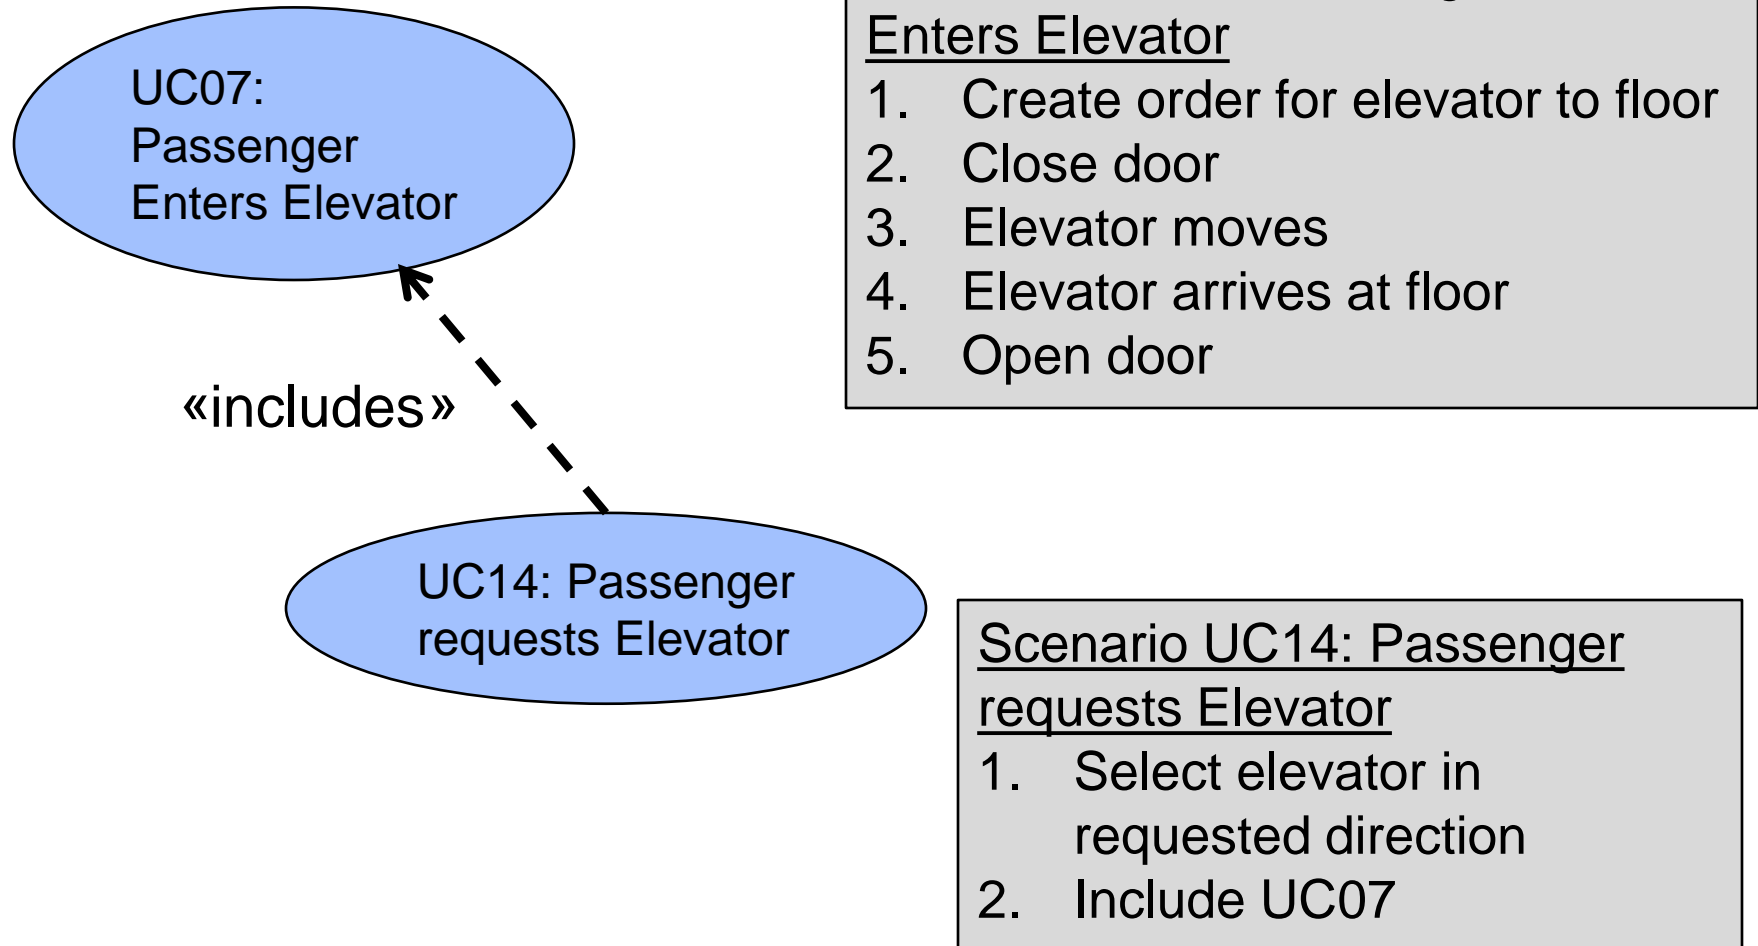 UC07:
Passenger
Enters Elevator
«includes»
UC14: Passenger
requests Elevator
Enters Elevator
1. Create order for elevator to floor
2. Close door
3. Elevator moves
4. Elevator arrives at floor
5. Open door
Scenario UC14: Passenger
requests Elevator
1. Select elevator in
requested direction
2. Include UC07